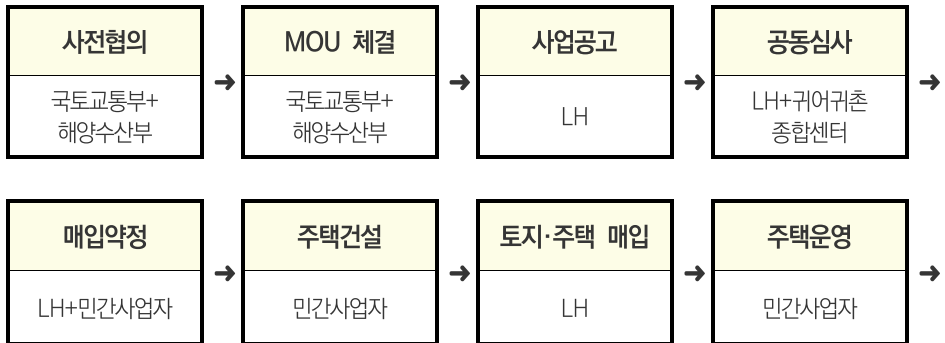 사전협의
국토교통부+
해양수산부
➜
MOU 체결
국토교통부+
해양수산부
➜
사업공고
LH
➜
공동심사
LH+귀어귀촌
종합센터
➜
매입약정
LH+민간사업자
➜
주택건설
민간사업자
➜
토지·주택 매입
LH
➜
주택운영
민간사업자
➜